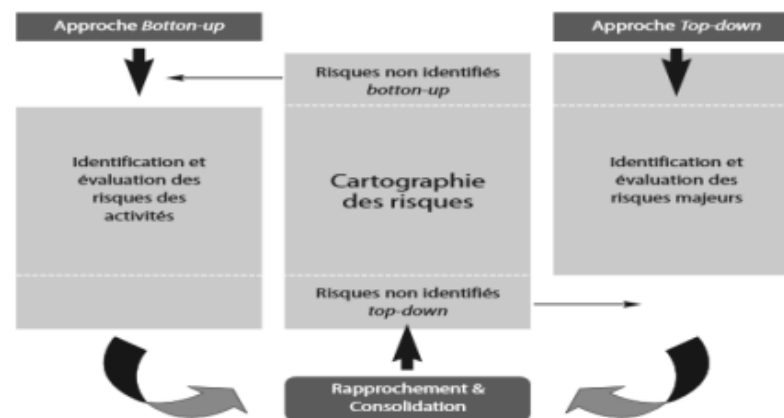 Approche Botton-up
Approche Top-down
Risques non identifiés
botton-up
Identification et
évaluation des
risques des
activités
Cartographie
des risques
Identification et
évaluation des
risques majeurs
Risques non identifiés
top-down
Rapprochement &
Consolidation